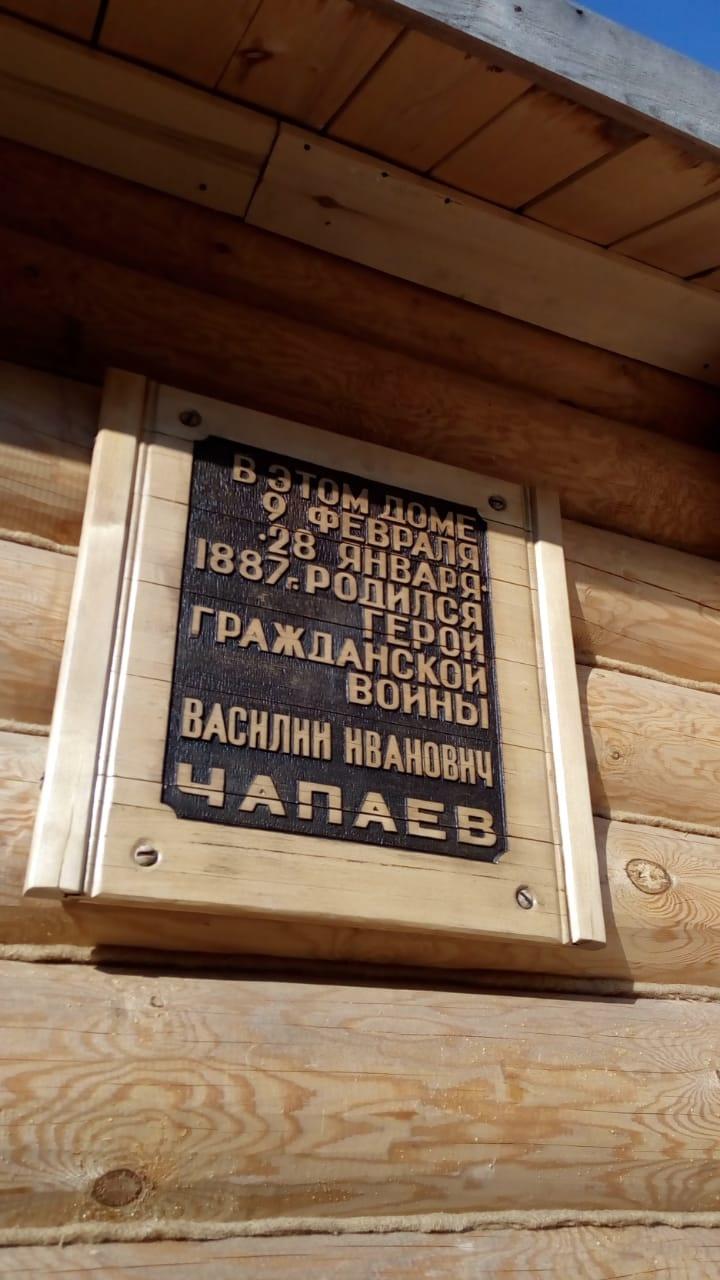 В ЭТОМ ДОМЕ
9 ФЕВРАЛЯ
·28 ЯНВАРЯ·
1887г. РОДИЛСЯ
ГЕРОЙ
ГРАЖДАНСКОЙ
ВОЙНЫ
ВАСИЛИЙ ИВАНОВИЧ
ЧАПАЕВ